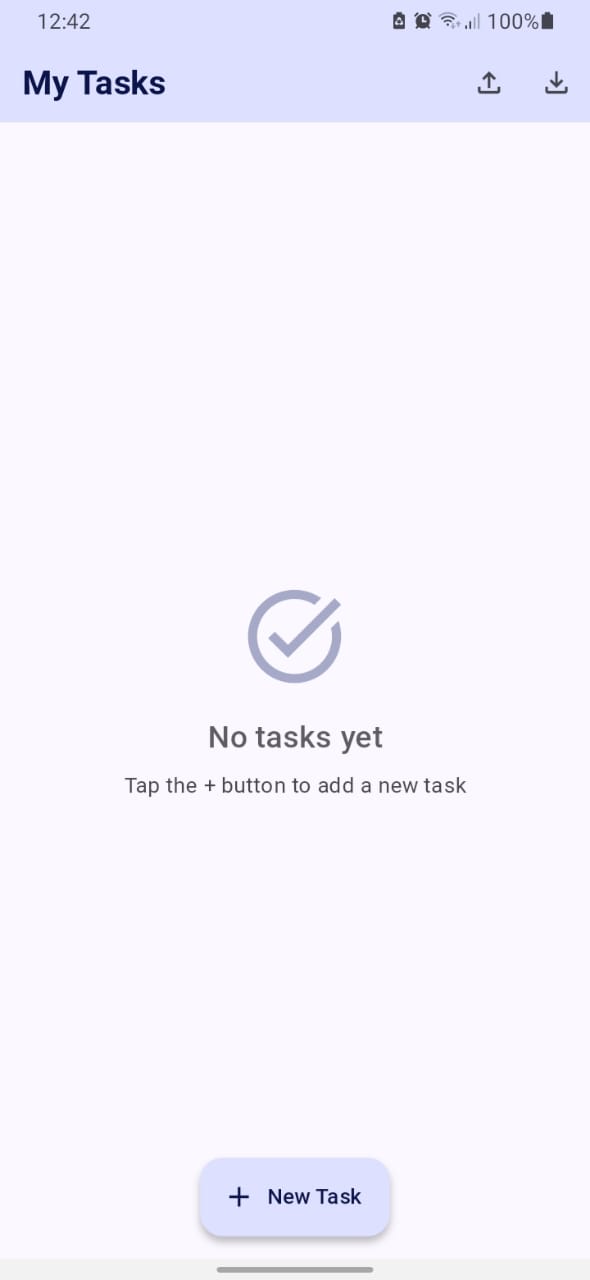 12:42
100%
My Tasks
No tasks yet
Tap the + button to add a new task
+ New Task